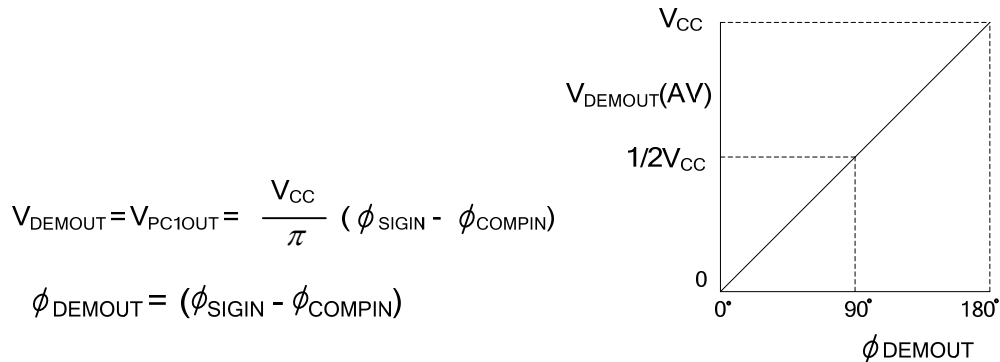 V_DEMOUT = V_PC1OUT = V_CC / π (ϕ_SIGIN - ϕ_COMPIN)
ϕ_DEMOUT = (ϕ_SIGIN - ϕ_COMPIN)
V_CC
V_DEMOUT(AV)
1/2V_CC
0
0° 90° 180°
ϕ_DEMOUT